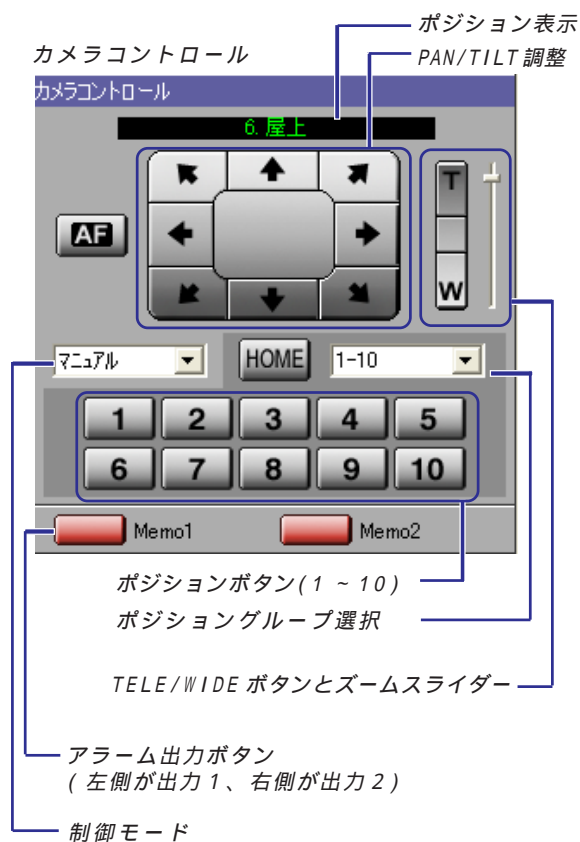 ポジション表示
カメラコントロール
PAN/TILT調整
カメラコントロール
6.屋上
T
AF
W
マニュアル
HOME
1-10
1 2 3 4 5
6 7 8 9 10
Memo1 Memo2
ポジションボタン(1 ~ 10)
ポジショングループ選択
TELE/WIDE ボタンとズームスライダー
アラーム出力ボタン
(左側が出力1、右側が出力2)
制御モード